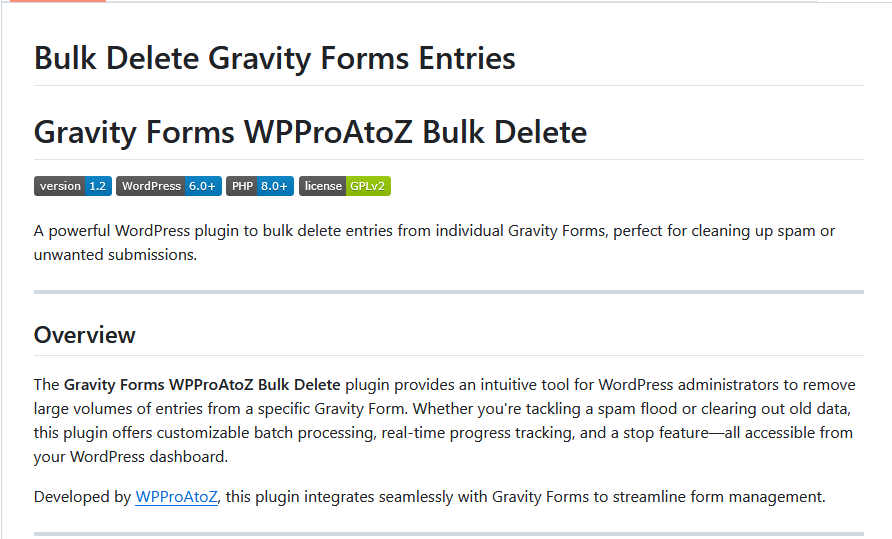 Bulk Delete Gravity Forms Entries
Gravity Forms WPProAtoZ Bulk Delete
version 1.2 WordPress 6.0+ PHP 8.0+ license GPLv2
A powerful WordPress plugin to bulk delete entries from individual Gravity Forms, perfect for cleaning up spam or
unwanted submissions.
Overview
The Gravity Forms WPProAtoZ Bulk Delete plugin provides an intuitive tool for WordPress administrators to remove
large volumes of entries from a specific Gravity Form. Whether you're tackling a spam flood or clearing out old data,
this plugin offers customizable batch processing, real-time progress tracking, and a stop feature—all accessible from
your WordPress dashboard.
Developed by WPProAtoZ, this plugin integrates seamlessly with Gravity Forms to streamline form management.